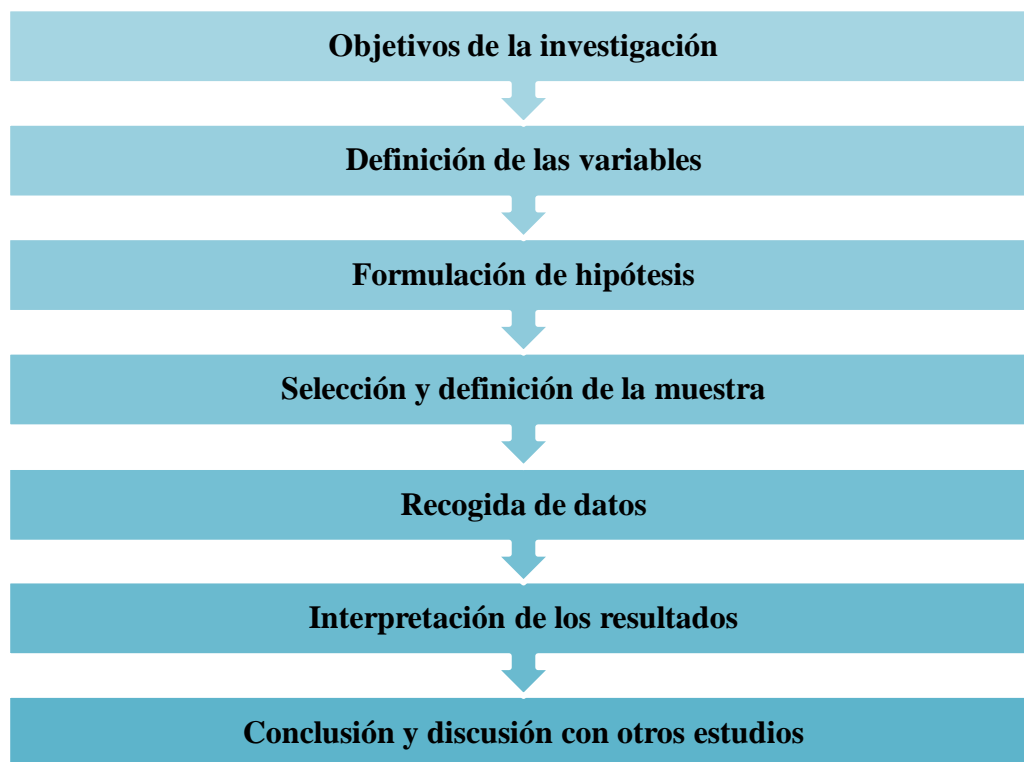 Objetivos de la investigación
Definición de las variables
Formulación de hipótesis
Selección y definición de la muestra
Recogida de datos
Interpretación de los resultados
Conclusión y discusión con otros estudios